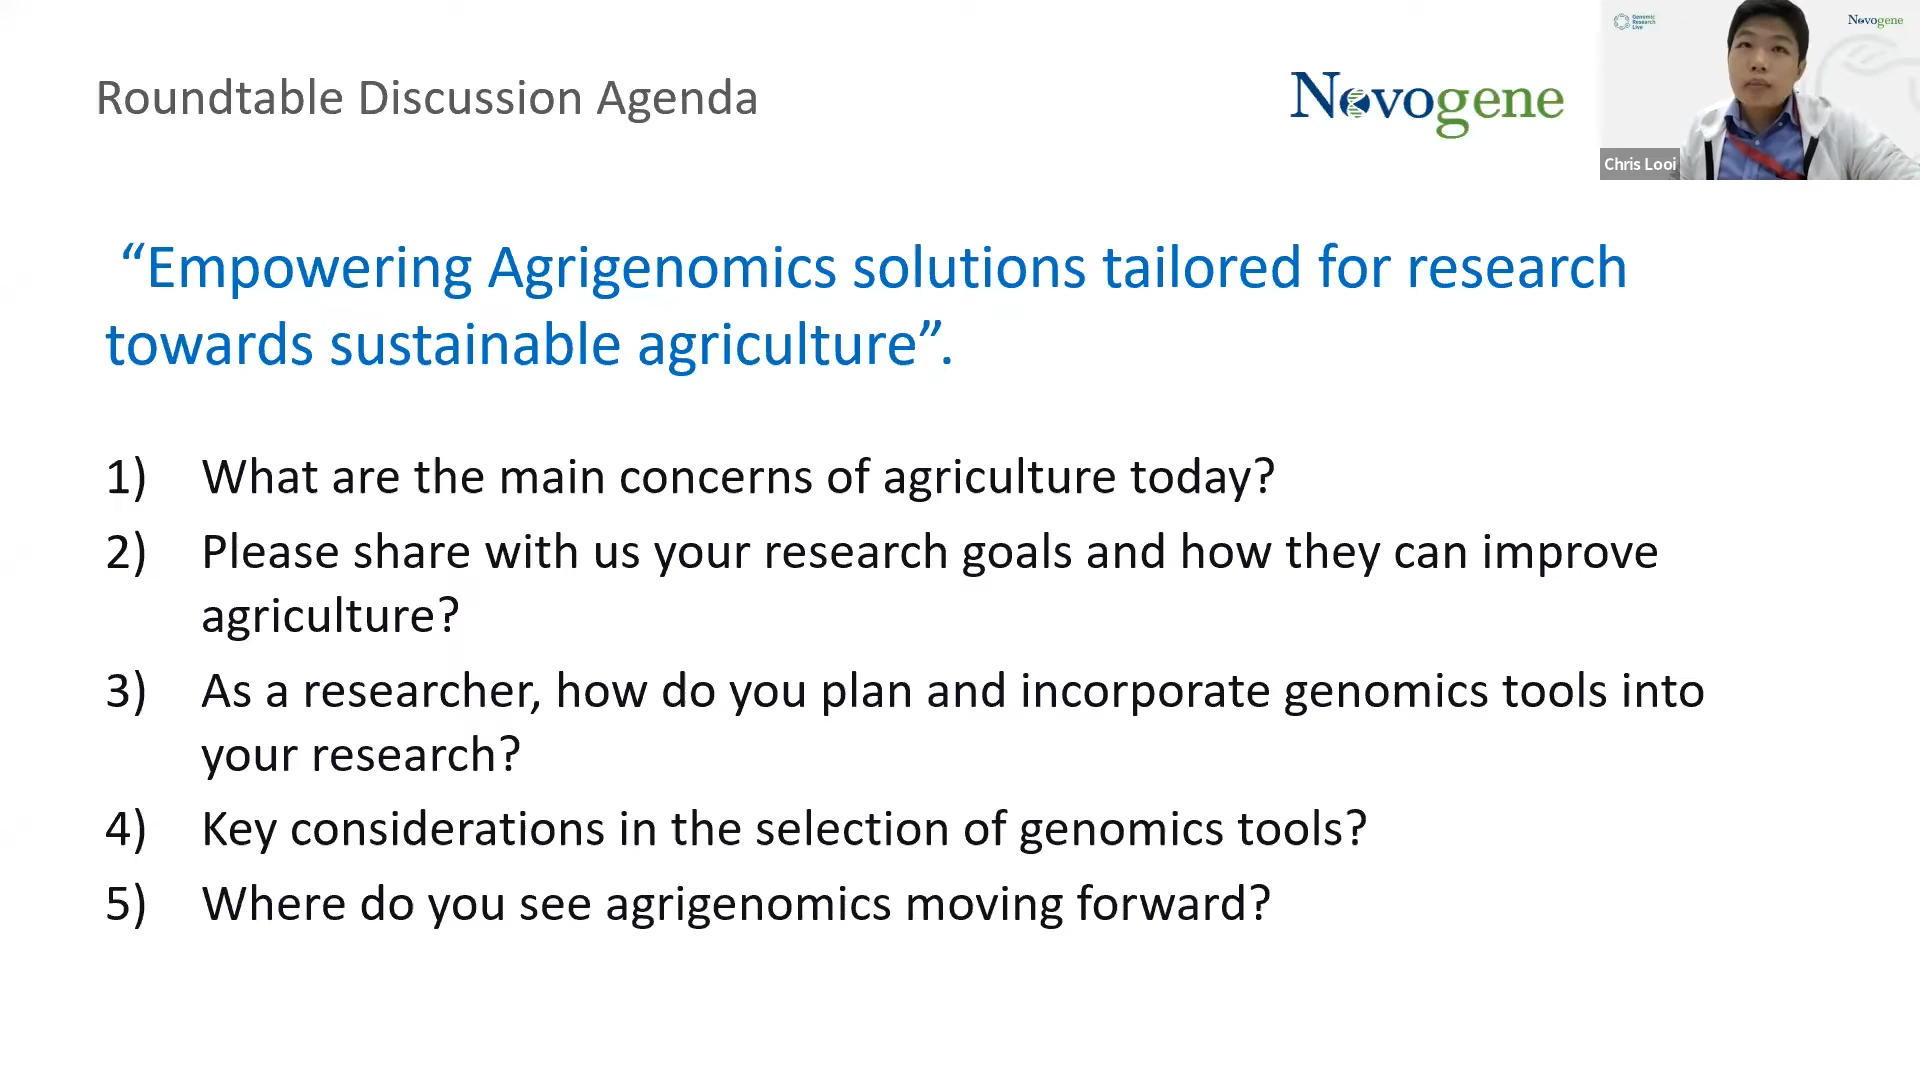 Roundtable Discussion Agenda
Novogene
Genomic
Research
Live
Novogene
Chris Looi
“Empowering Agrigenomics solutions tailored for research
towards sustainable agriculture”.
1) What are the main concerns of agriculture today?
2) Please share with us your research goals and how they can improve
agriculture?
3) As a researcher, how do you plan and incorporate genomics tools into
your research?
4) Key considerations in the selection of genomics tools?
5) Where do you see agrigenomics moving forward?